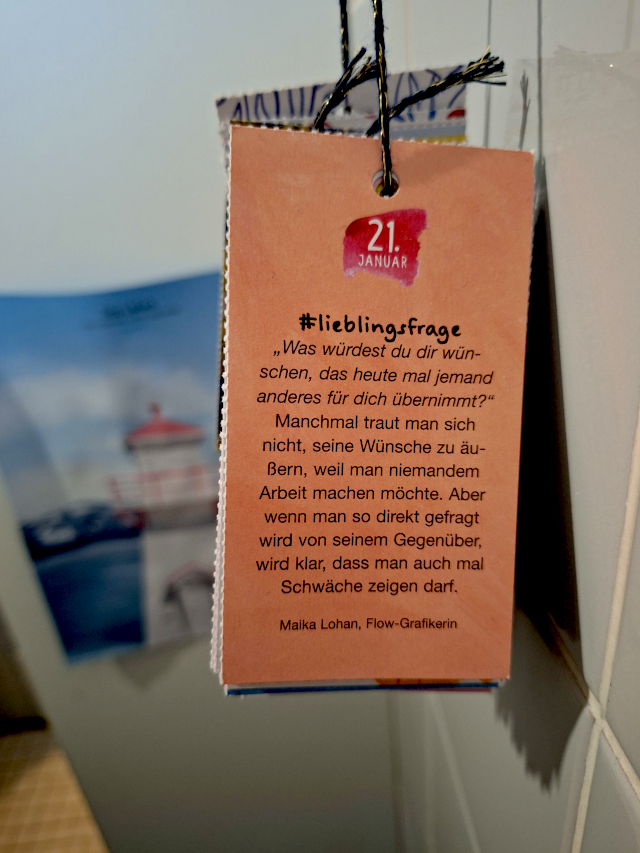 21.
JANUAR
#lieblingsfrage
„Was würdest du dir wün-
schen, das heute mal jemand
anderes für dich übernimmt?“
Manchmal traut man sich
nicht, seine Wünsche zu äu-
ßern, weil man niemandem
Arbeit machen möchte. Aber
wenn man so direkt gefragt
wird von seinem Gegenüber,
wird klar, dass man auch mal
Schwäche zeigen darf.
Maika Lohan, Flow-Grafikerin